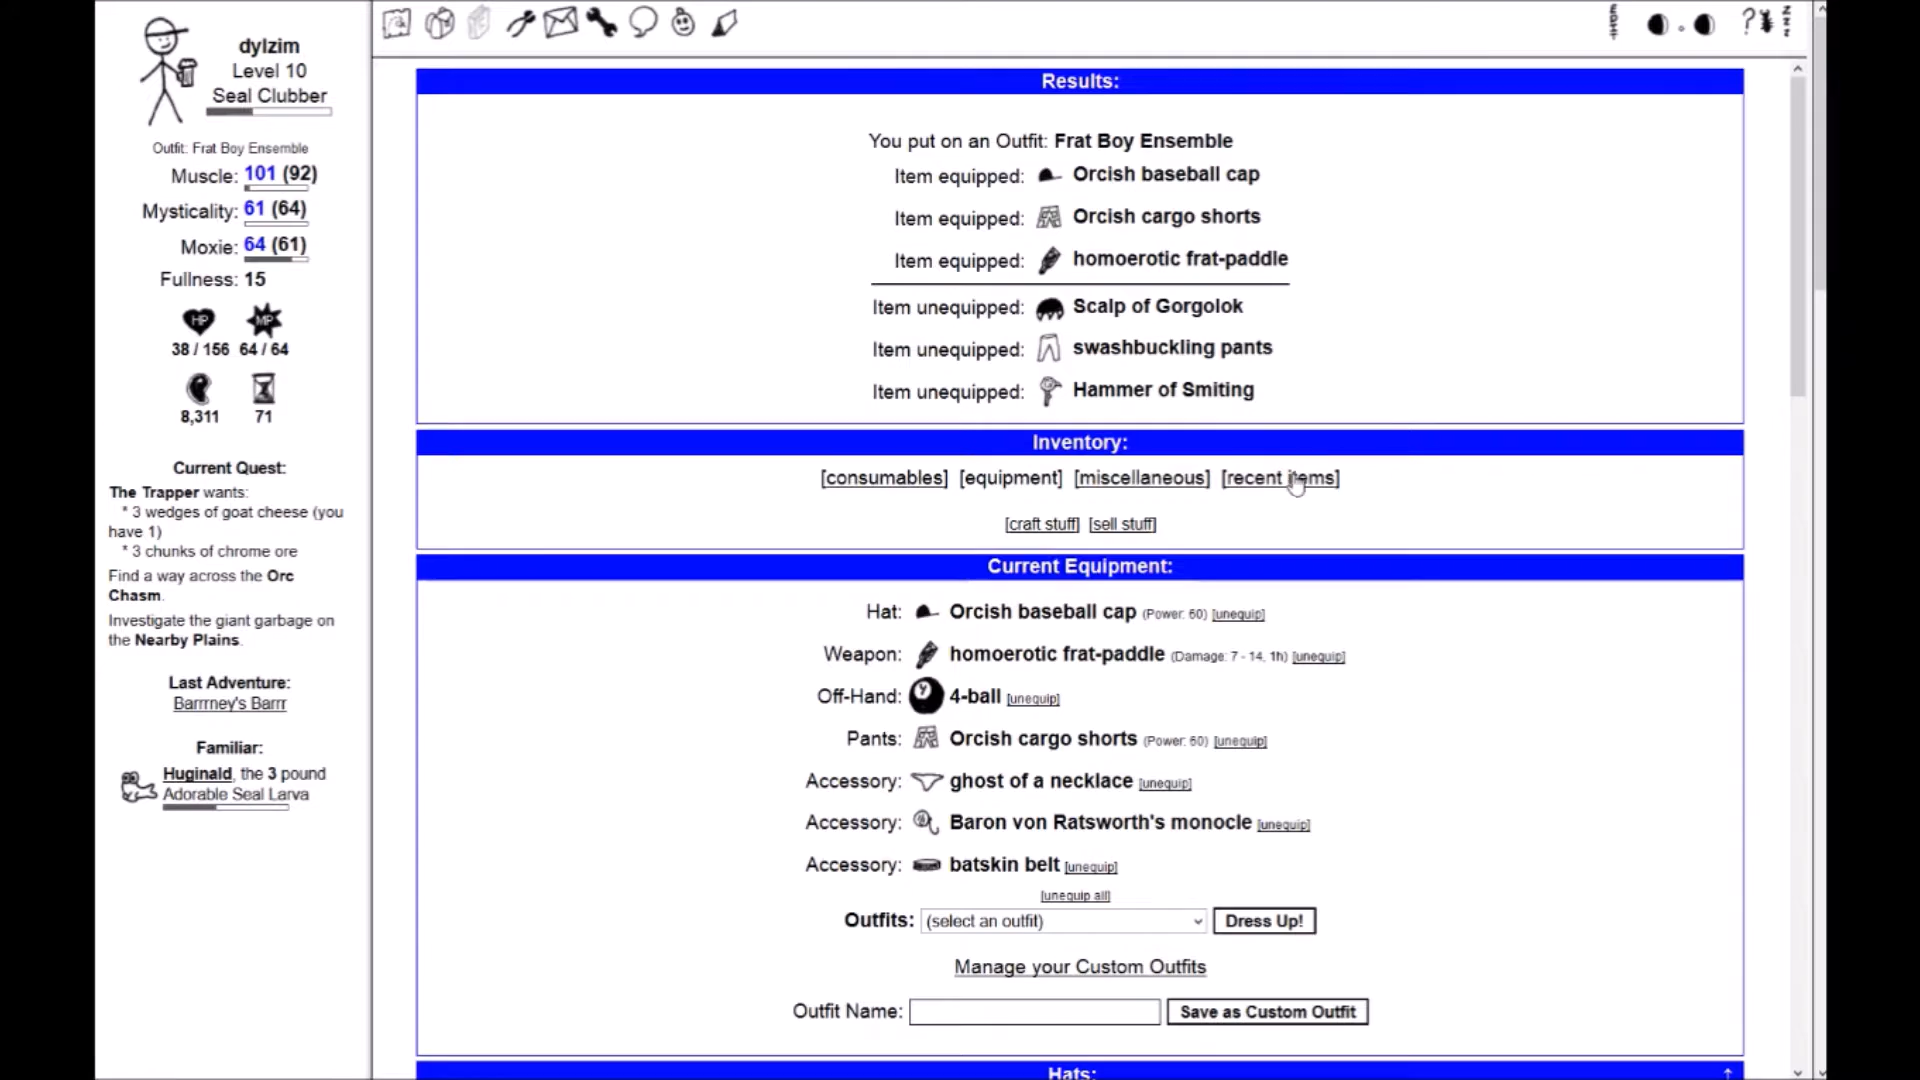 dylzim
Level 10
Seal Clubber
Outfit: Frat Boy Ensemble
Muscle: 101 (92)
Mysticality: 61 (64)
Moxie: 64 (61)
Fullness: 15
HP MP
38 / 156 64 / 64
8,311 71
Current Quest:
The Trapper wants:
* 3 wedges of goat cheese (you
have 1)
* 3 chunks of chrome ore
Find a way across the Orc
Chasm.
Investigate the giant garbage on
the Nearby Plains.
Last Adventure:
Barrrney's Barrr
Familiar:
Huginald, the 3 pound
Adorable Seal Larva
Results:
You put on an Outfit: Frat Boy Ensemble
Item equipped: Orcish baseball cap
Item equipped: Orcish cargo shorts
Item equipped: homoerotic frat-paddle
Item unequipped: Scalp of Gorgolok
Item unequipped: swashbuckling pants
Item unequipped: Hammer of Smiting
Inventory:
[consumables] [equipment] [miscellaneous] [recent items]
[craft stuff] [sell stuff]
Current Equipment:
Hat: Orcish baseball cap (Power: 60) [unequip]
Weapon: homoerotic frat-paddle (Damage: 7 - 14, 1h) [unequip]
Off-Hand: 4-ball [unequip]
Pants: Orcish cargo shorts (Power: 60) [unequip]
Accessory: ghost of a necklace [unequip]
Accessory: Baron von Ratsworth's monocle [unequip]
Accessory: batskin belt [unequip]
[unequip all]
Outfits: (select an outfit) Dress Up!
Manage your Custom Outfits
Outfit Name: Save as Custom Outfit
Hats: ↑